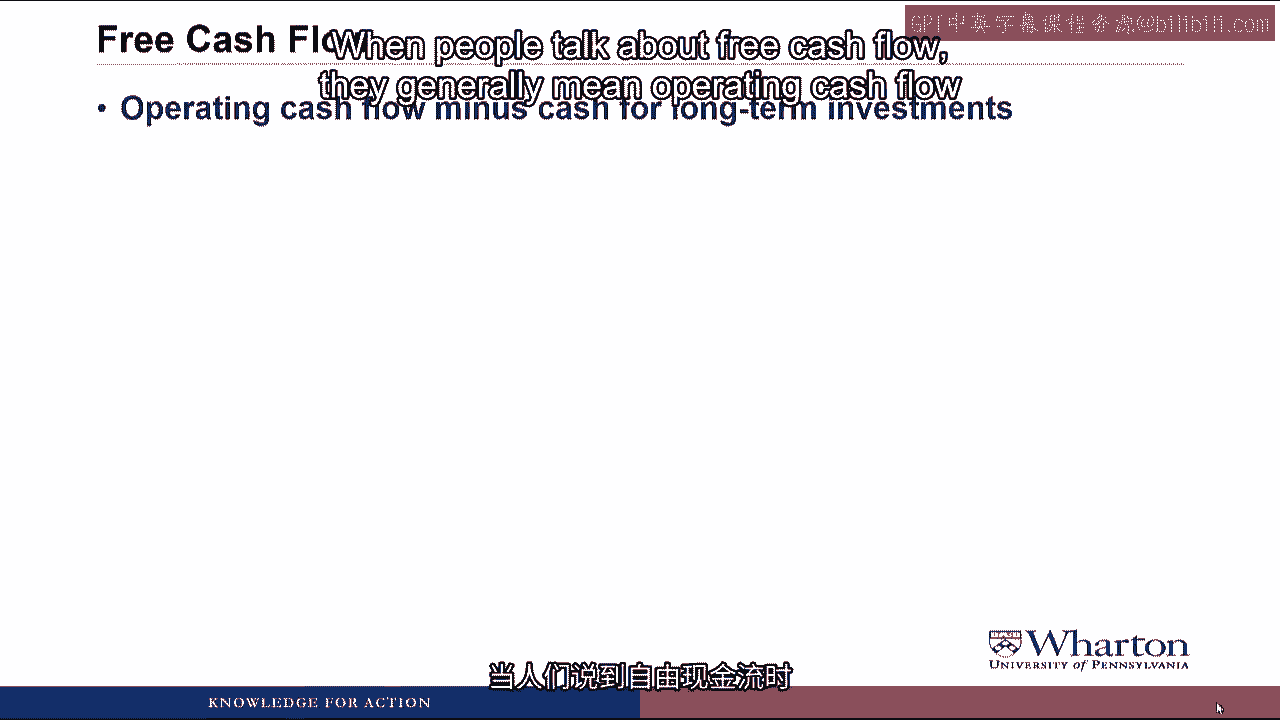 GPT中英字幕课程资源@bilibili.com
Free Cash Flow
When people talk about free cash flow,
they generally mean operating cash flow
• Operating cash flow minus cash for long-term investments
Wharton
UNIVERSITY of PENNSYLVANIA
当人们说到自由现金流时
KNOWLEDGE FOR ACTION